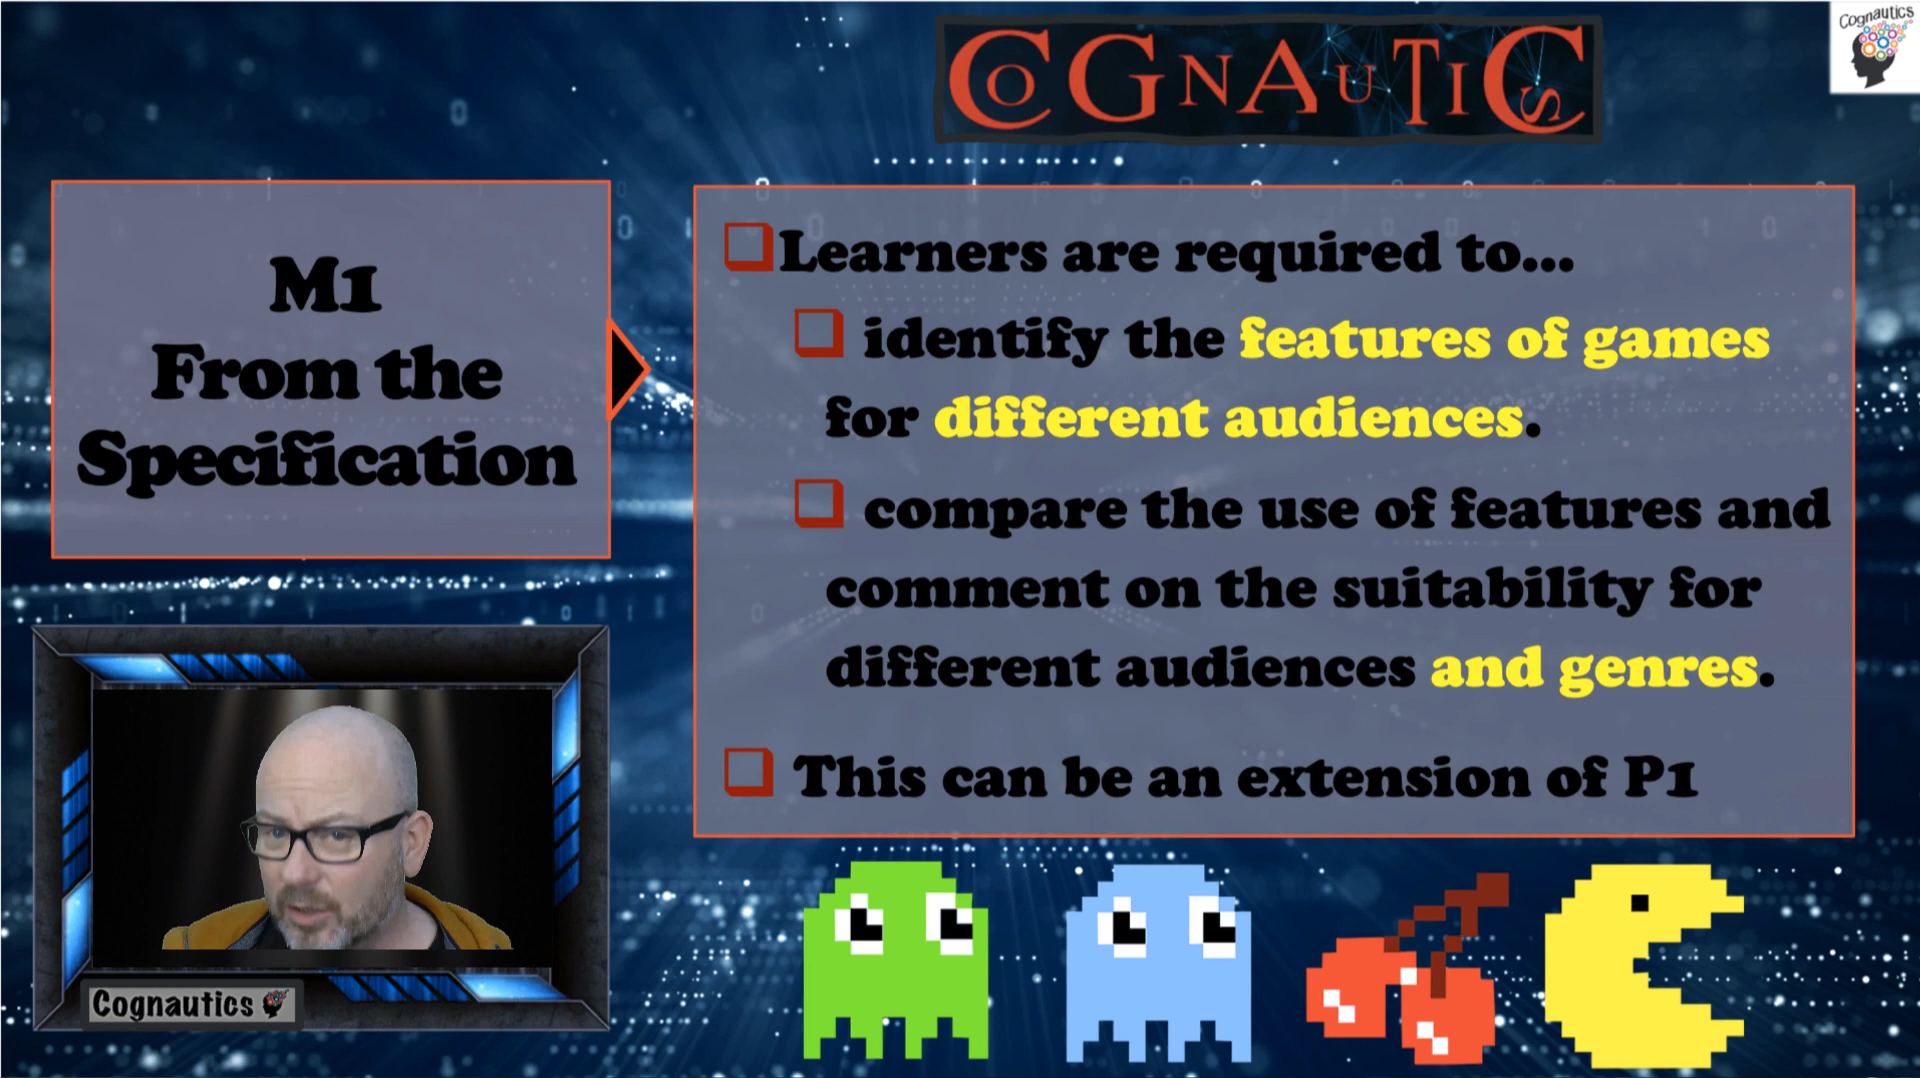 COGNAUTICS
Cognautics
M1
From the
Specification
Learners are required to...
identify the features of games
for different audiences.
compare the use of features and
comment on the suitability for
different audiences and genres.
This can be an extension of P1
Cognautics